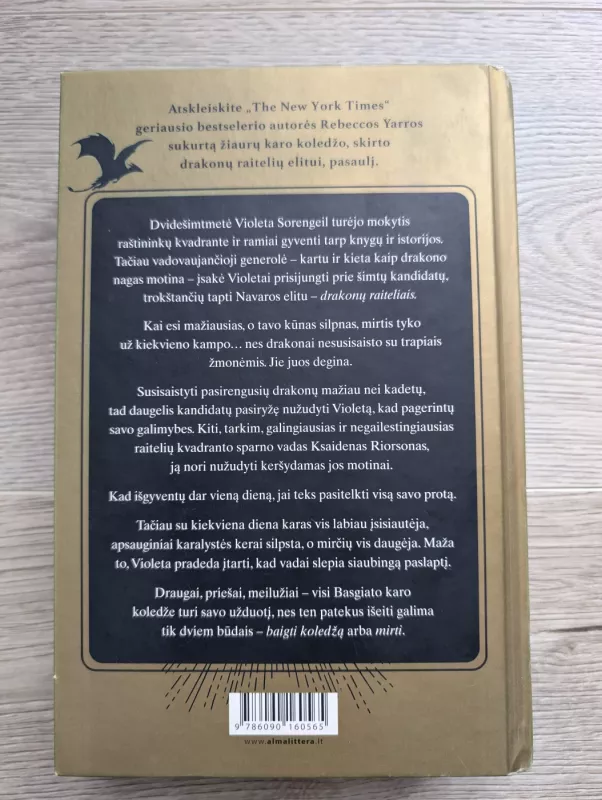 Atskleiskite „The New York Times"
geriausio bestselerio autorės Rebeccos Yarros
sukurtą žiaurų karo koledžo, skirto
drakonų raitelių elitui, pasaulį.
Dvidešimtmetė Violeta Sorengeil turėjo mokytis
raštininkų kvadrante ir ramiai gyventi tarp knygų ir istorijos.
Tačiau vadovaujančioji generolė – kartu ir kieta kaip drakono
nagas motina – įsakė Violetai prisijungti prie šimtų kandidatų,
trokštančių tapti Navaros elitu – drakonų raiteliais.
Kai esi mažiausias, o tavo kūnas silpnas, mirtis tyko
už kiekvieno kampo… nes drakonai nesusisaisto su trapiais
žmonėmis. Jie juos degina.
Susisaistyti pasirengusių drakonų mažiau nei kadetų,
tad daugelis kandidatų pasiryžę nužudyti Violetą, kad pagerintų
savo galimybes. Kiti, tarkim, galingiausias ir negailestingiausias
raitelių kvadranto sparno vadas Ksaidenas Riorsonas,
ją nori nužudyti keršydamas jos motinai.
Kad išgyventų dar vieną dieną, jai teks pasitelkti visą savo protą.
Tačiau su kiekviena diena karas vis labiau įsisiautėja,
apsauginiai karalystės kerai silpsta, o mirčių vis daugėja. Maža
to, Violeta pradeda įtarti, kad vadai slepia siaubingą paslaptį.
Draugai, priešai, meilužiai – visi Basgiato karo
koledže turi savo užduotį, nes ten patekus išeiti galima
tik dviem būdais – baigti koledžą arba mirti.
9 786090 160565
www.almalittera.lt